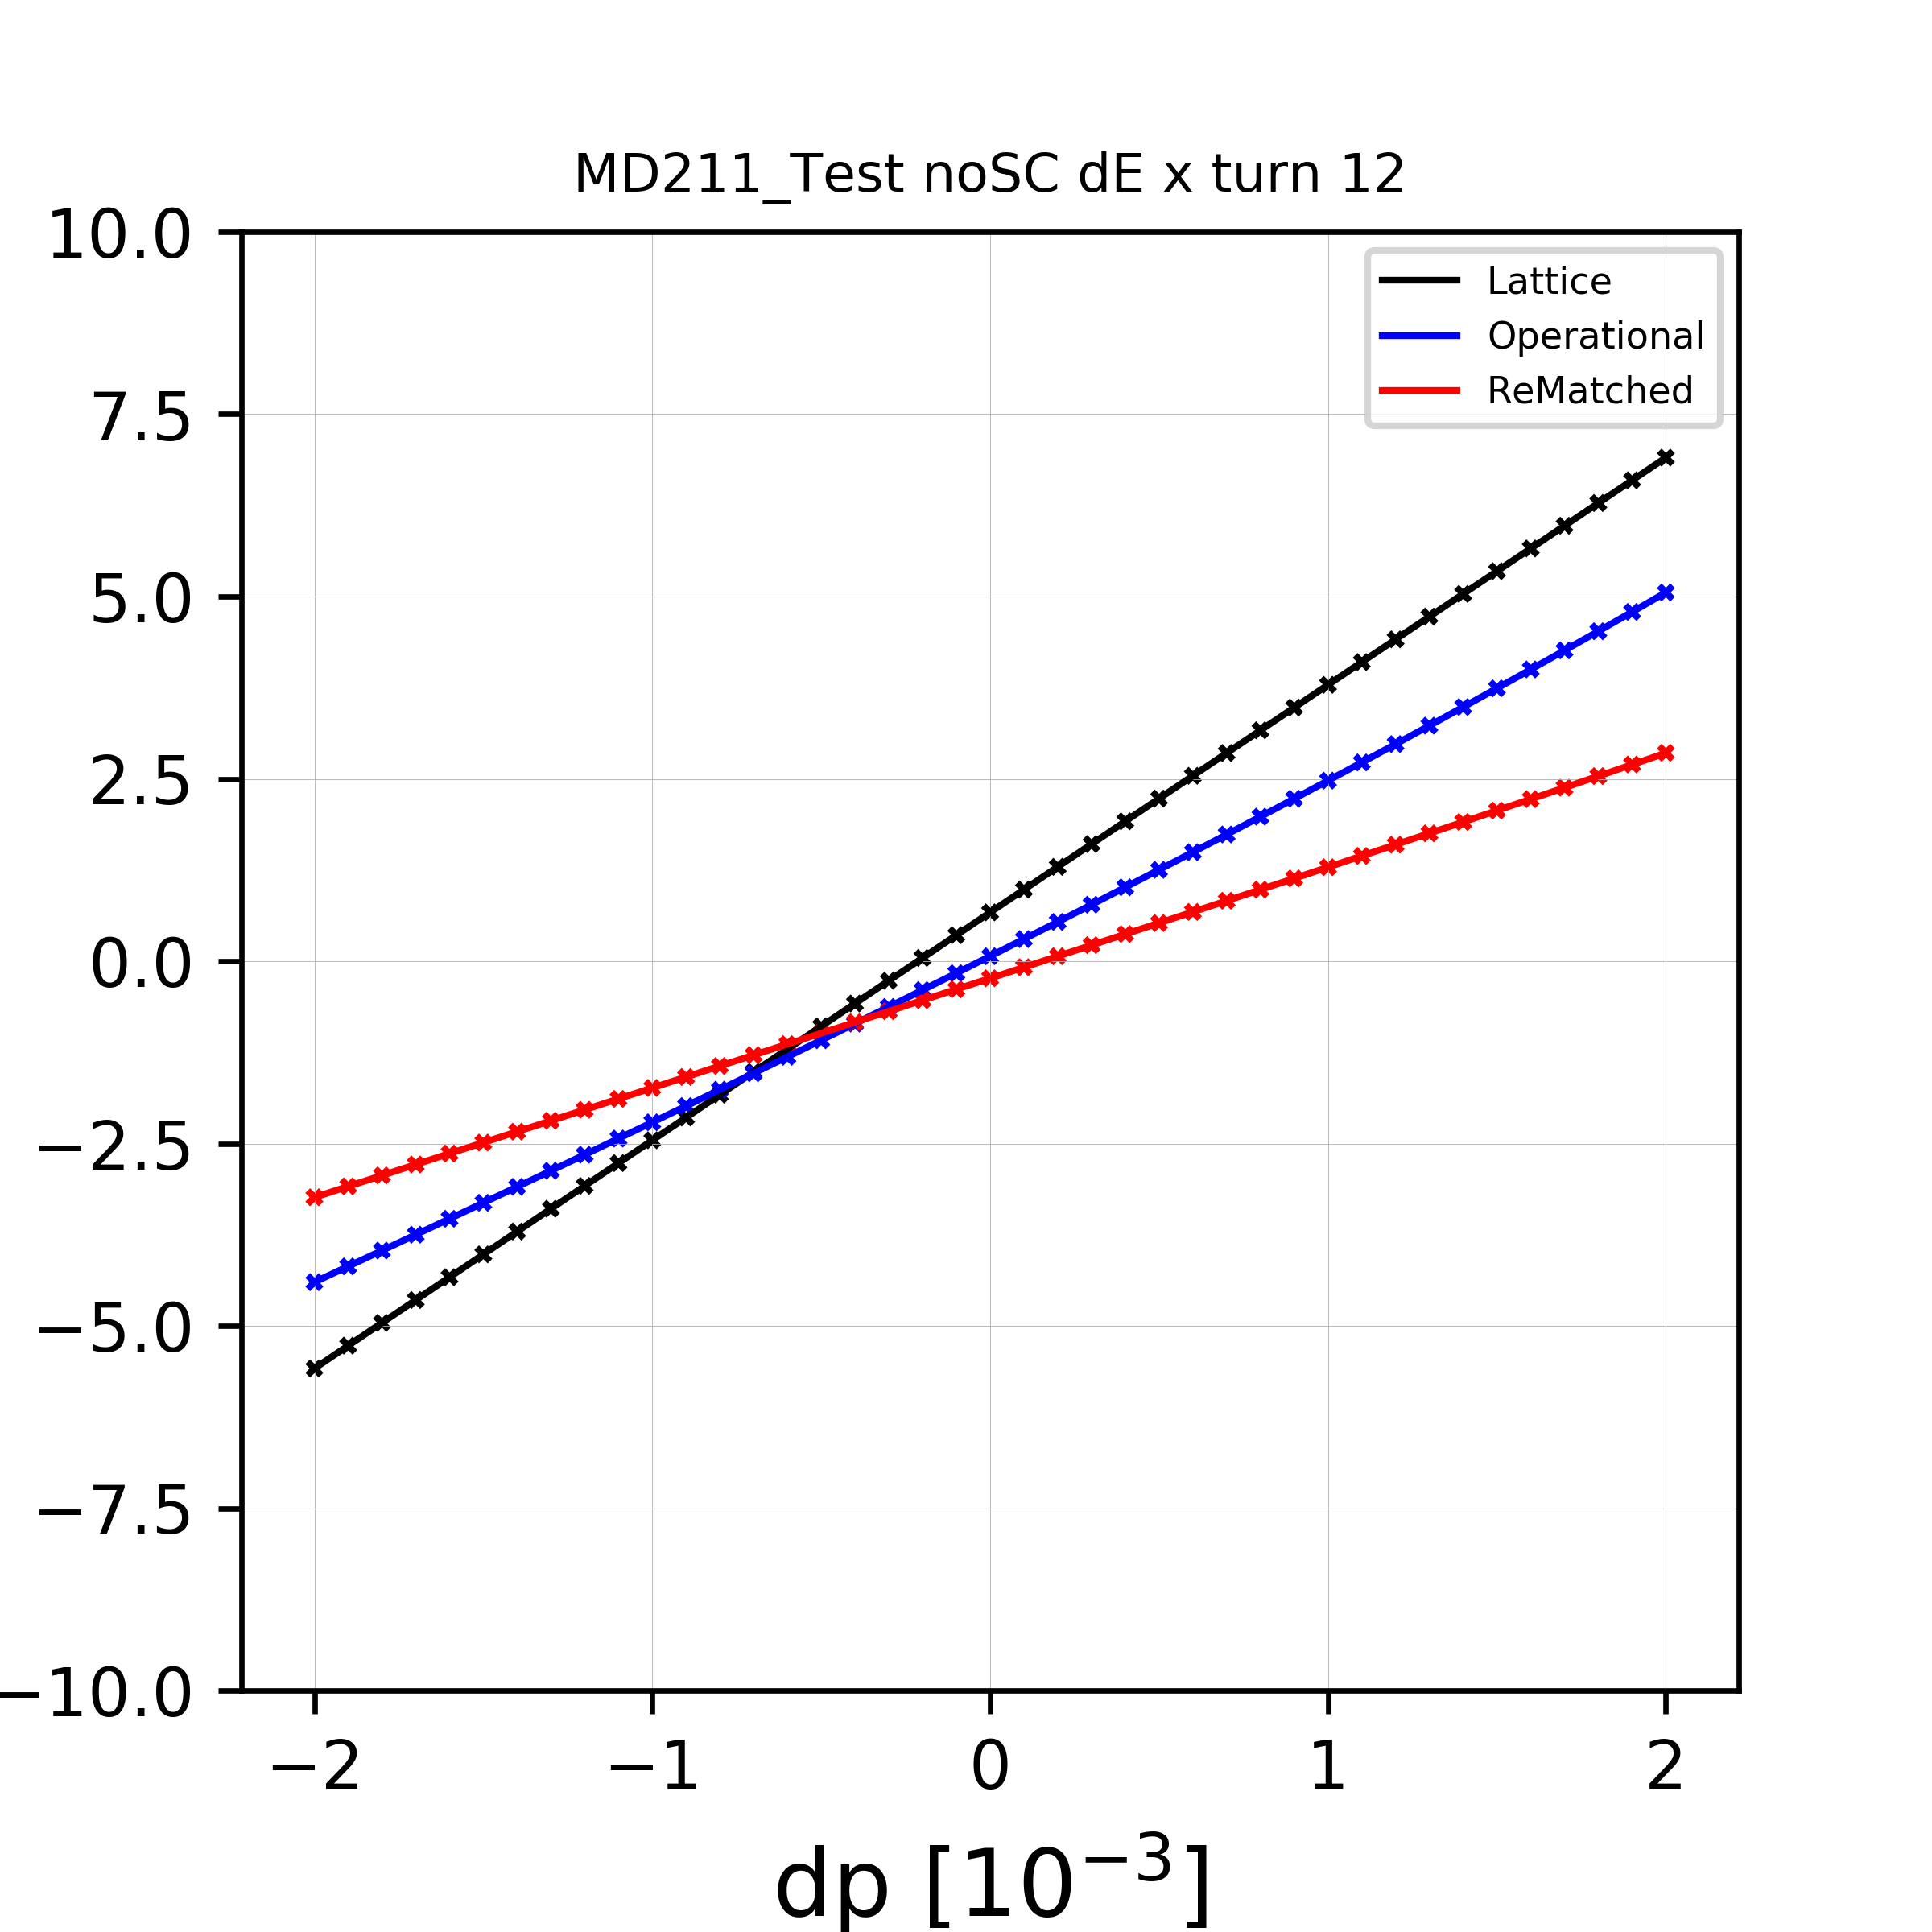 MD211_Test noSC dE x turn 12
10.0
7.5
5.0
2.5
0.0
−2.5
−5.0
−7.5
−10.0
Lattice
Operational
ReMatched
−2 −1 0 1 2
dp [10⁻³]